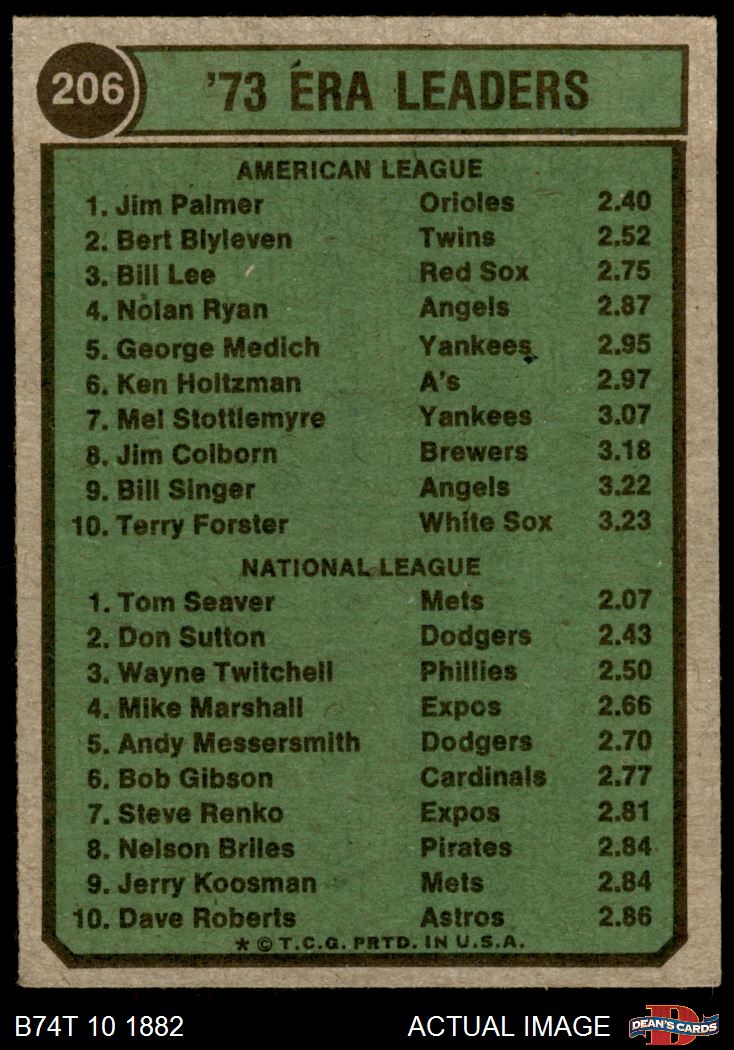 206
'73 ERA LEADERS
AMERICAN LEAGUE
1. Jim Palmer Orioles 2.40
2. Bert Blyleven Twins 2.52
3. Bill Lee Red Sox 2.75
4. Nolan Ryan Angels 2.87
5. George Medich Yankees 2.95
6. Ken Holtzman A's 2.97
7. Mel Stottlemyre Yankees 3.07
8. Jim Colborn Brewers 3.18
9. Bill Singer Angels 3.22
10. Terry Forster White Sox 3.23
NATIONAL LEAGUE
1. Tom Seaver Mets 2.07
2. Don Sutton Dodgers 2.43
3. Wayne Twitchell Phillies 2.50
4. Mike Marshall Expos 2.66
5. Andy Messersmith Dodgers 2.70
6. Bob Gibson Cardinals 2.77
7. Steve Renko Expos 2.81
8. Nelson Briles Pirates 2.84
9. Jerry Koosman Mets 2.84
10. Dave Roberts Astros 2.86
* © T.C.G. PRTD. IN U.S.A.
B74T 10 1882 ACTUAL IMAGE D DEAN'S CARDS